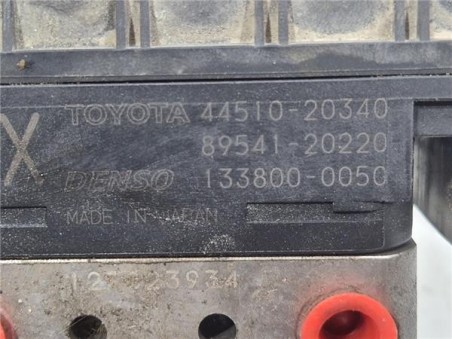 TOYOTA 44510-20340
89541-20220
X
DENSO 133800-0050
MADE IN JAPAN